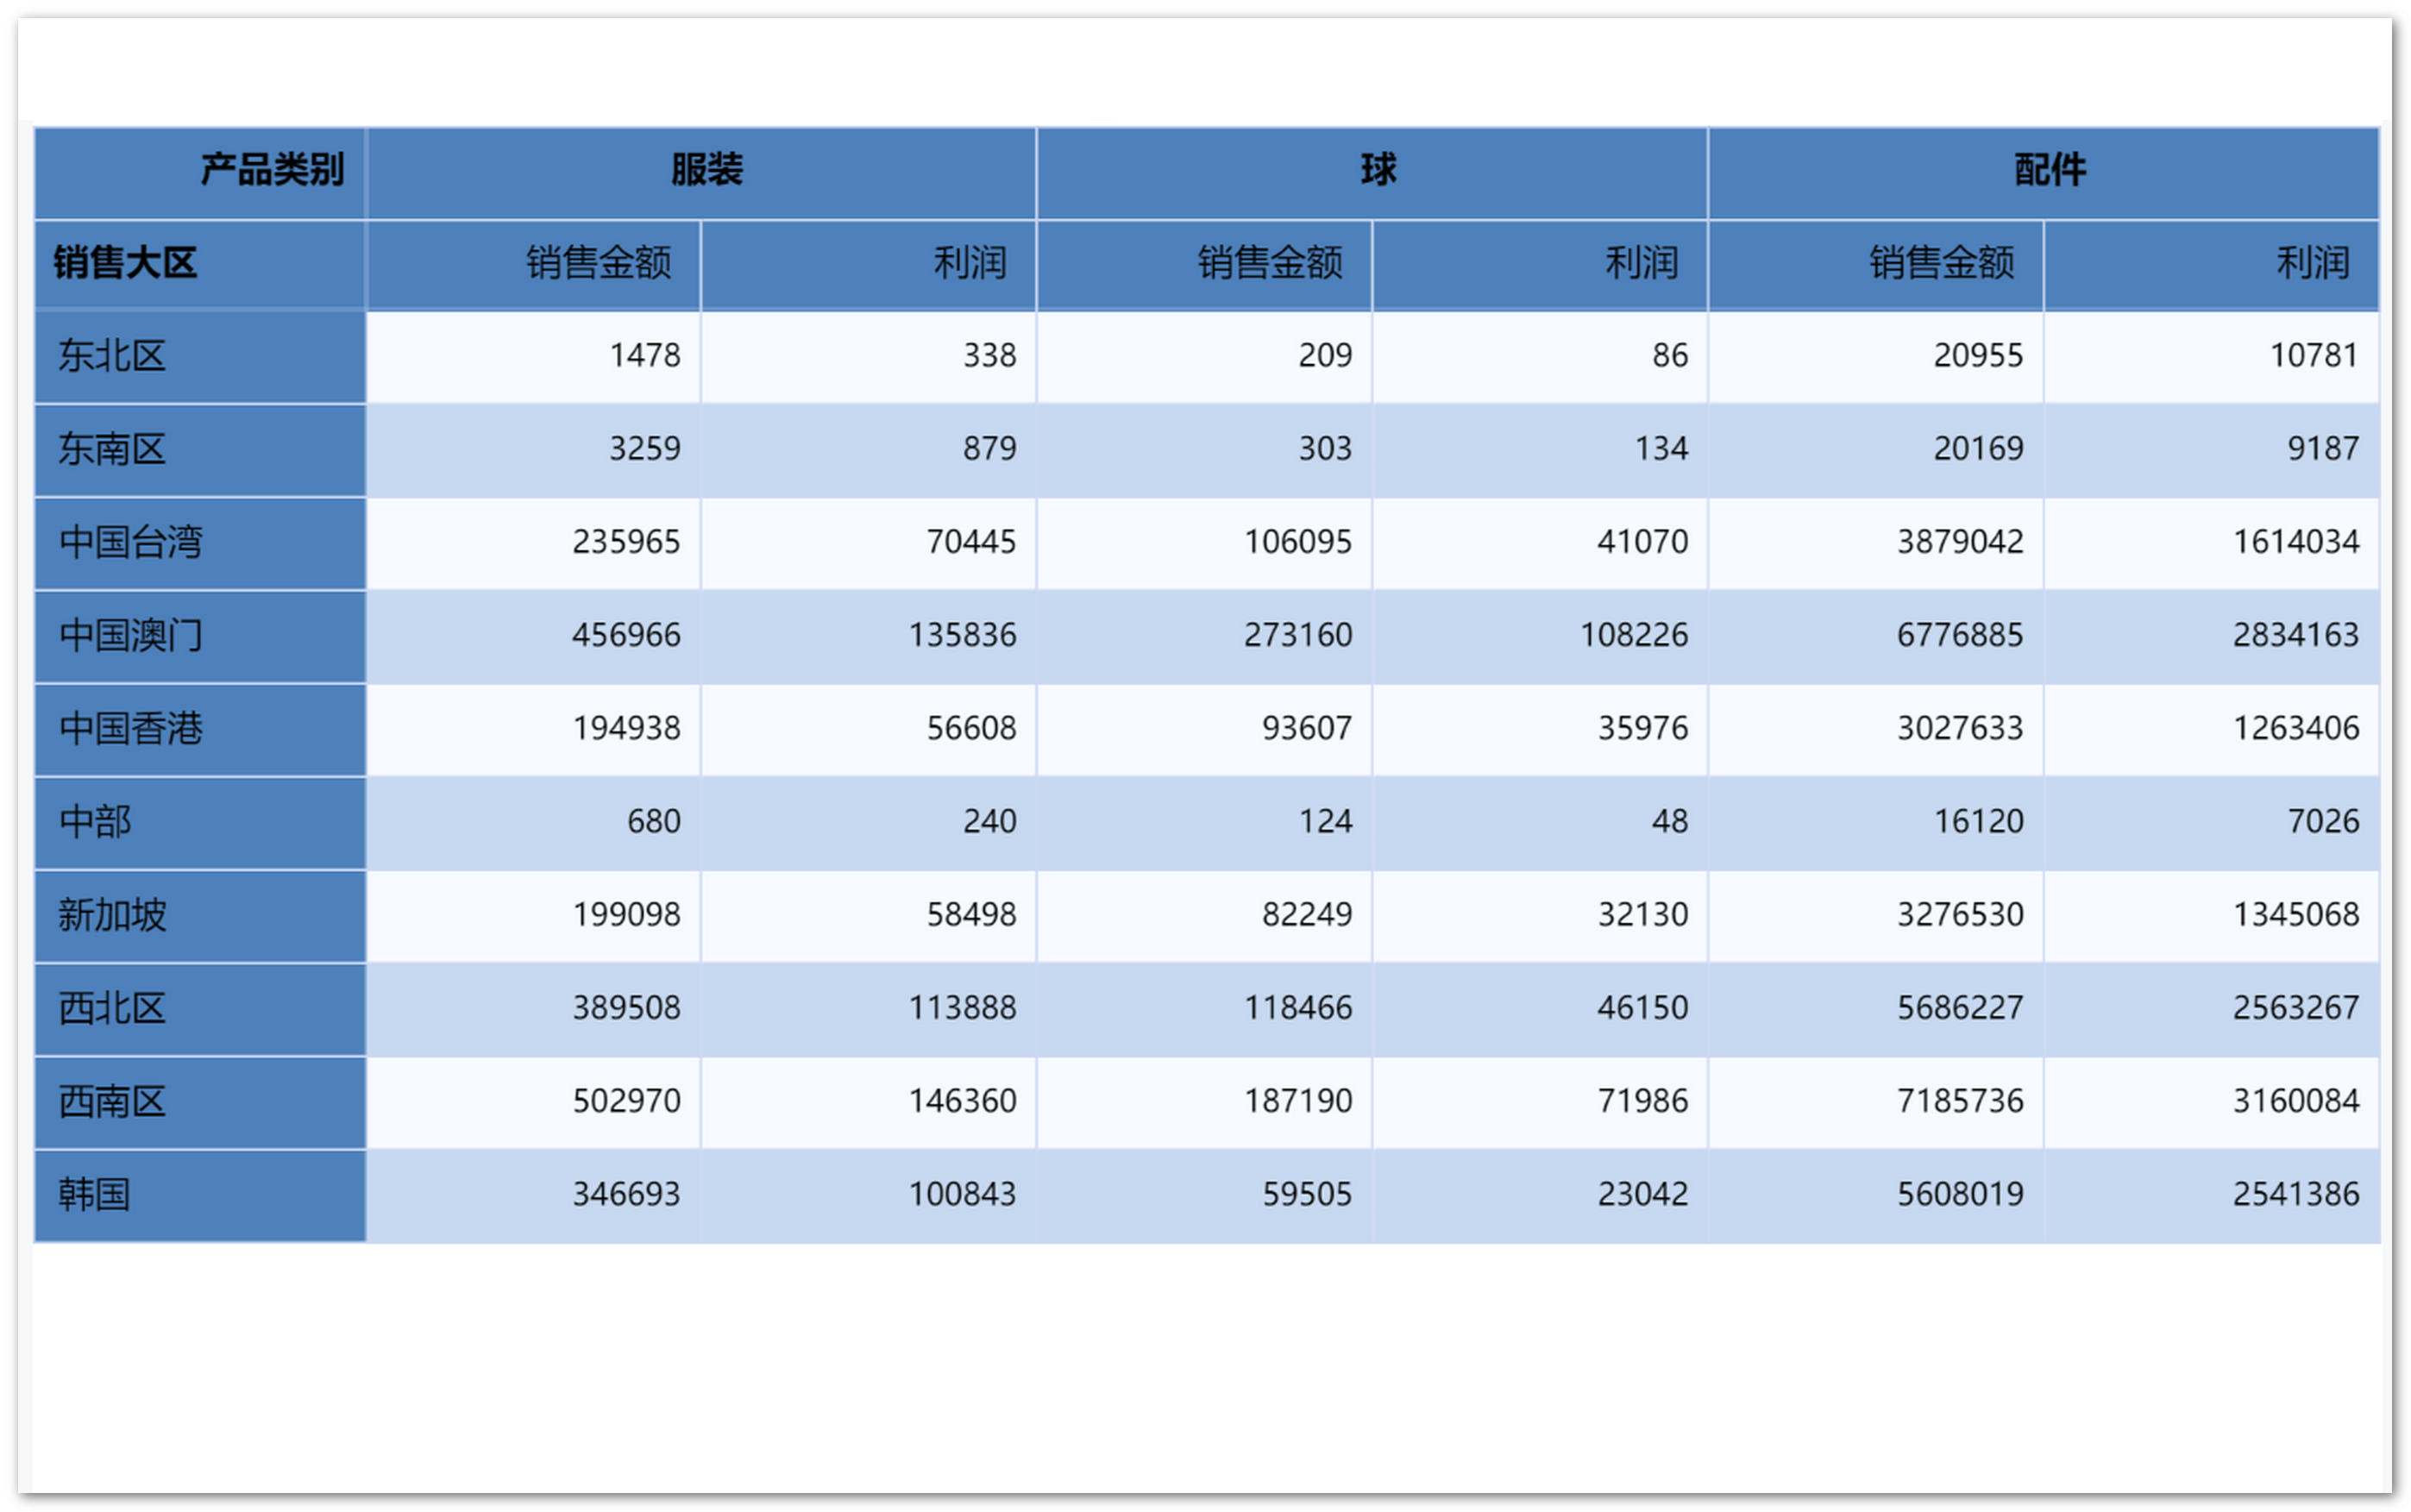 产品类别 服装 球 配件
销售大区 销售金额 利润 销售金额 利润 销售金额 利润
东北区 1478 338 209 86 20955 10781
东南区 3259 879 303 134 20169 9187
中国台湾 235965 70445 106095 41070 3879042 1614034
中国澳门 456966 135836 273160 108226 6776885 2834163
中国香港 194938 56608 93607 35976 3027633 1263406
中部 680 240 124 48 16120 7026
新加坡 199098 58498 82249 32130 3276530 1345068
西北区 389508 113888 118466 46150 5686227 2563267
西南区 502970 146360 187190 71986 7185736 3160084
韩国 346693 100843 59505 23042 5608019 2541386